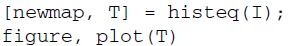 [newmap, T] = histeq(I);
figure, plot(T)